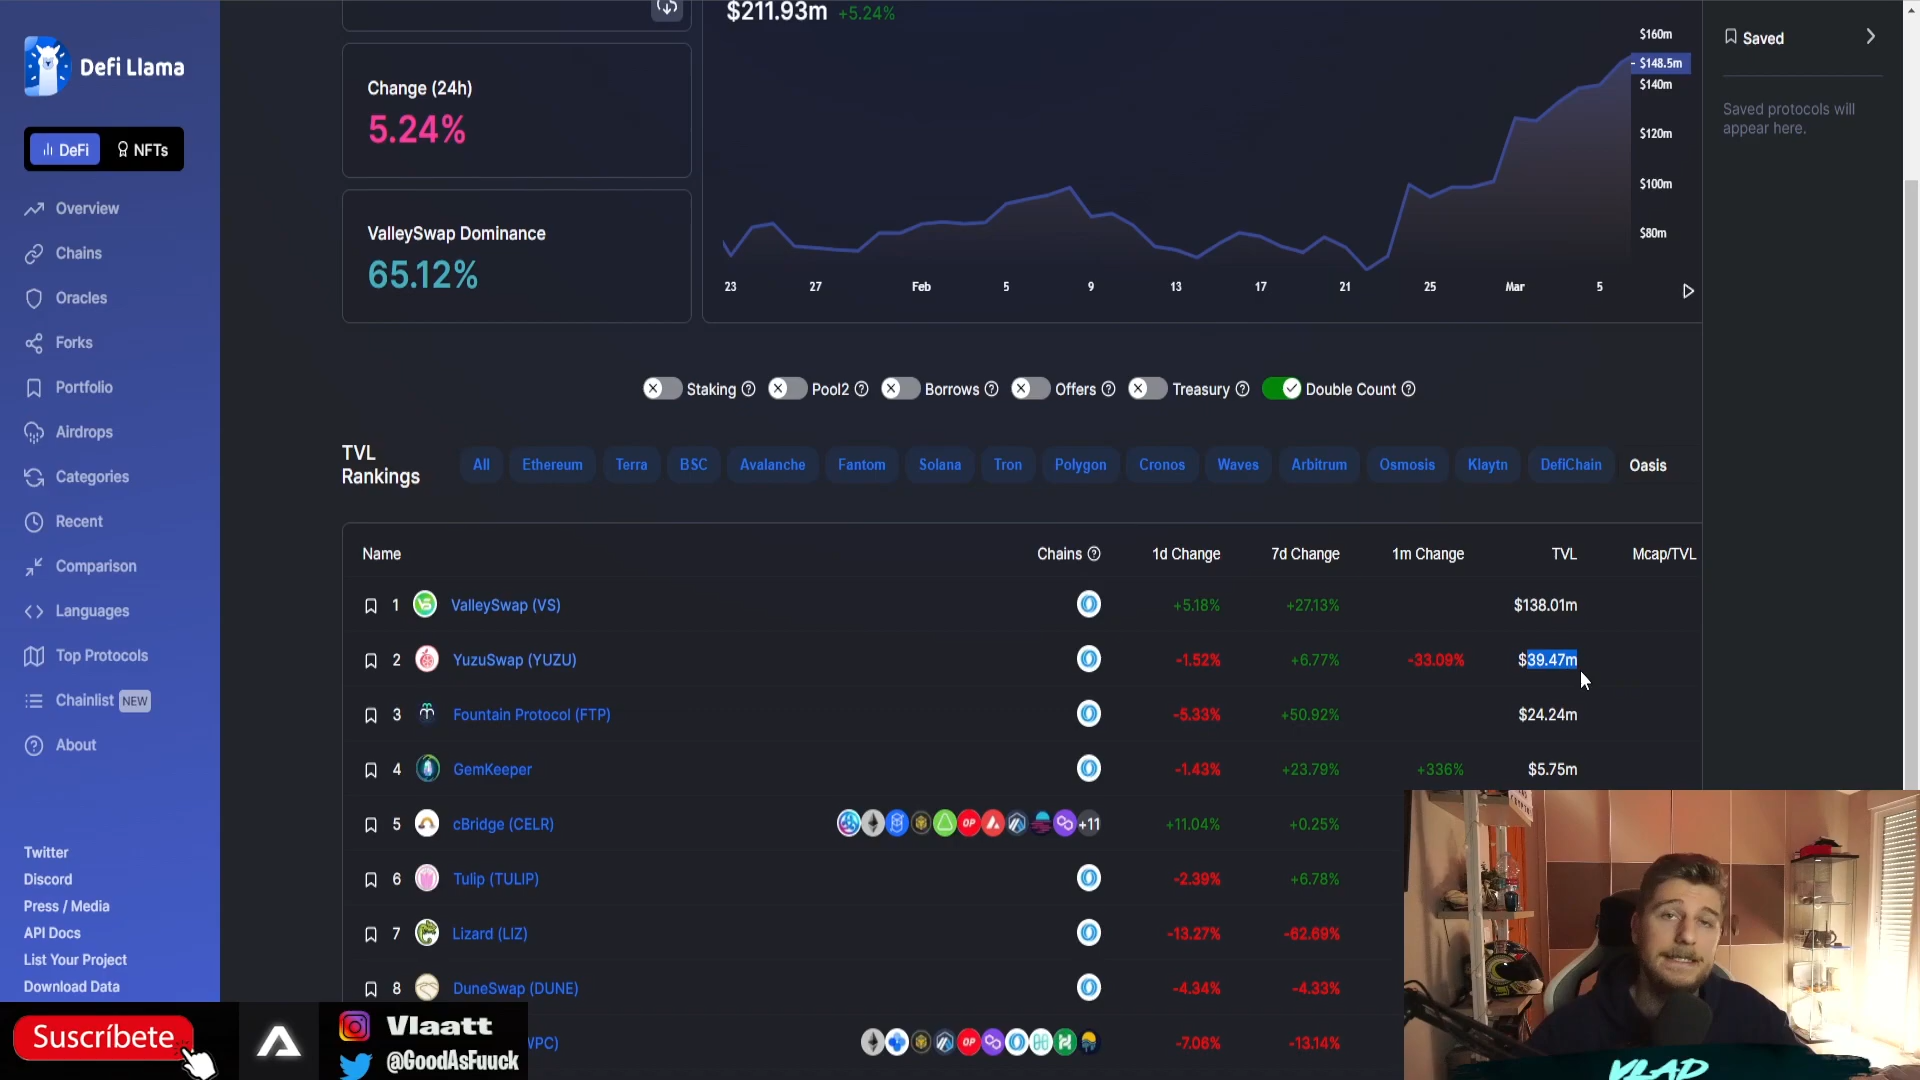 Defi Llama
DeFi
NFTs
Overview
Chains
Oracles
Forks
Portfolio
Airdrops
Categories
Recent
Comparison
Languages
Top Protocols
Chainlist NEW
About
Twitter
Discord
Press / Media
API Docs
List Your Project
Download Data
Change (24h)
5.24%
ValleySwap Dominance
65.12%
$211.93m +5.24%
$160m
$148.5m
$140m
$120m
$100m
$80m
23 27 Feb 5 9 13 17 21 25 Mar 5
Saved
Saved protocols will
appear here.
Staking Pool2 Borrows Offers Treasury Double Count
TVL
Rankings
All Ethereum Terra BSC Avalanche Fantom Solana Tron Polygon Cronos Waves Arbitrum Osmosis Klaytn DefiChain Oasis
Name Chains 1d Change 7d Change 1m Change TVL Mcap/TVL
1 ValleySwap (VS) +5.18% +27.13% $138.01m
2 YuzuSwap (YUZU) -1.52% +6.77% -33.09% $39.47m
3 Fountain Protocol (FTP) -5.33% +50.92% $24.24m
4 GemKeeper -1.43% +23.79% +336% $5.75m
5 cBridge (CELR) OP +11 +11.04% +0.25%
6 Tulip (TULIP) -2.39% +6.78%
7 Lizard (LIZ) -13.27% -62.69%
8 DuneSwap (DUNE) -4.34% -4.33%
WPC) OP -7.06% -13.14%
Suscríbete
Vlaatt
@GoodAsFuuck
VLAD